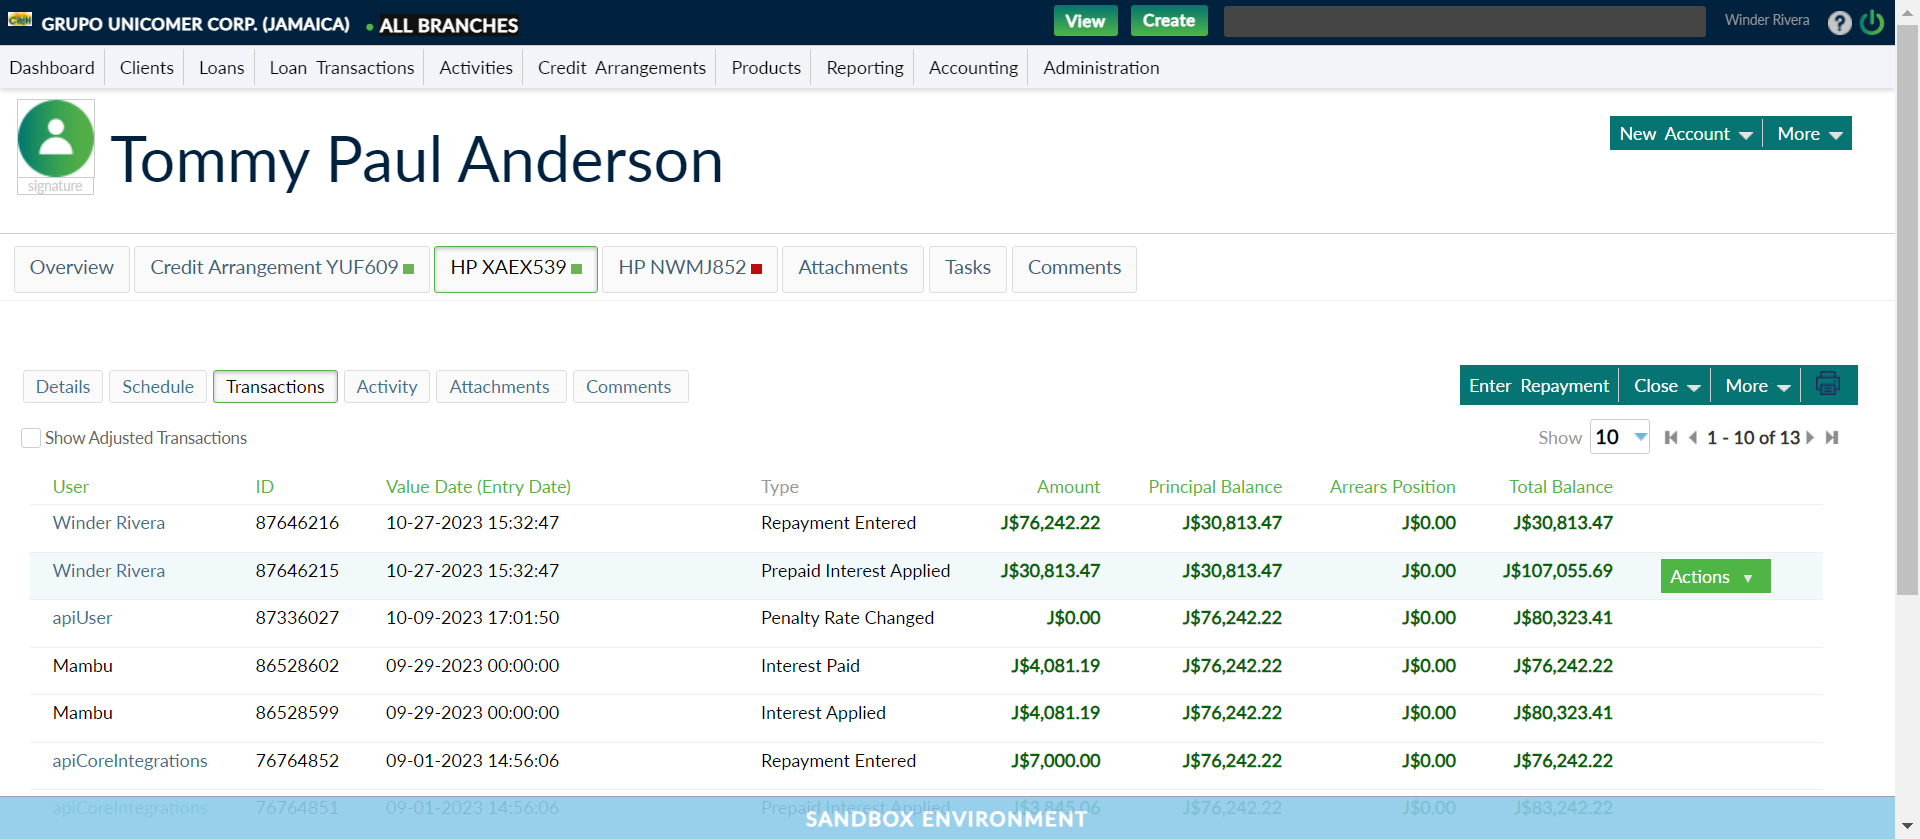 GRUPO UNICOMER CORP. (JAMAICA) • ALL BRANCHES View Create Winder Rivera ?
Dashboard Clients Loans Loan Transactions Activities Credit Arrangements Products Reporting Accounting Administration
Tommy Paul Anderson
signature
New Account More
Overview Credit Arrangement YUF609 HP XAEX539 HP NWMJ852 Attachments Tasks Comments
Details Schedule Transactions Activity Attachments Comments
Enter Repayment Close More
Show Adjusted Transactions
Show 10 1 - 10 of 13
User ID Value Date (Entry Date) Type Amount Principal Balance Arrears Position Total Balance
Winder Rivera 87646216 10-27-2023 15:32:47 Repayment Entered J$76,242.22 J$30,813.47 J$0.00 J$30,813.47
Winder Rivera 87646215 10-27-2023 15:32:47 Prepaid Interest Applied J$30,813.47 J$30,813.47 J$0.00 J$107,055.69 Actions
apiUser 87336027 10-09-2023 17:01:50 Penalty Rate Changed J$0.00 J$76,242.22 J$0.00 J$80,323.41
Mambu 86528602 09-29-2023 00:00:00 Interest Paid J$4,081.19 J$76,242.22 J$0.00 J$76,242.22
Mambu 86528599 09-29-2023 00:00:00 Interest Applied J$4,081.19 J$76,242.22 J$0.00 J$80,323.41
apiCoreIntegrations 76764852 09-01-2023 14:56:06 Repayment Entered J$7,000.00 J$76,242.22 J$0.00 J$76,242.22
apiCoreIntegrations 76764851 09-01-2023 14:56:06 Prepaid Interest Applied J$3,845.06 J$76,242.22 J$0.00 J$83,242.22
SANDBOX ENVIRONMENT